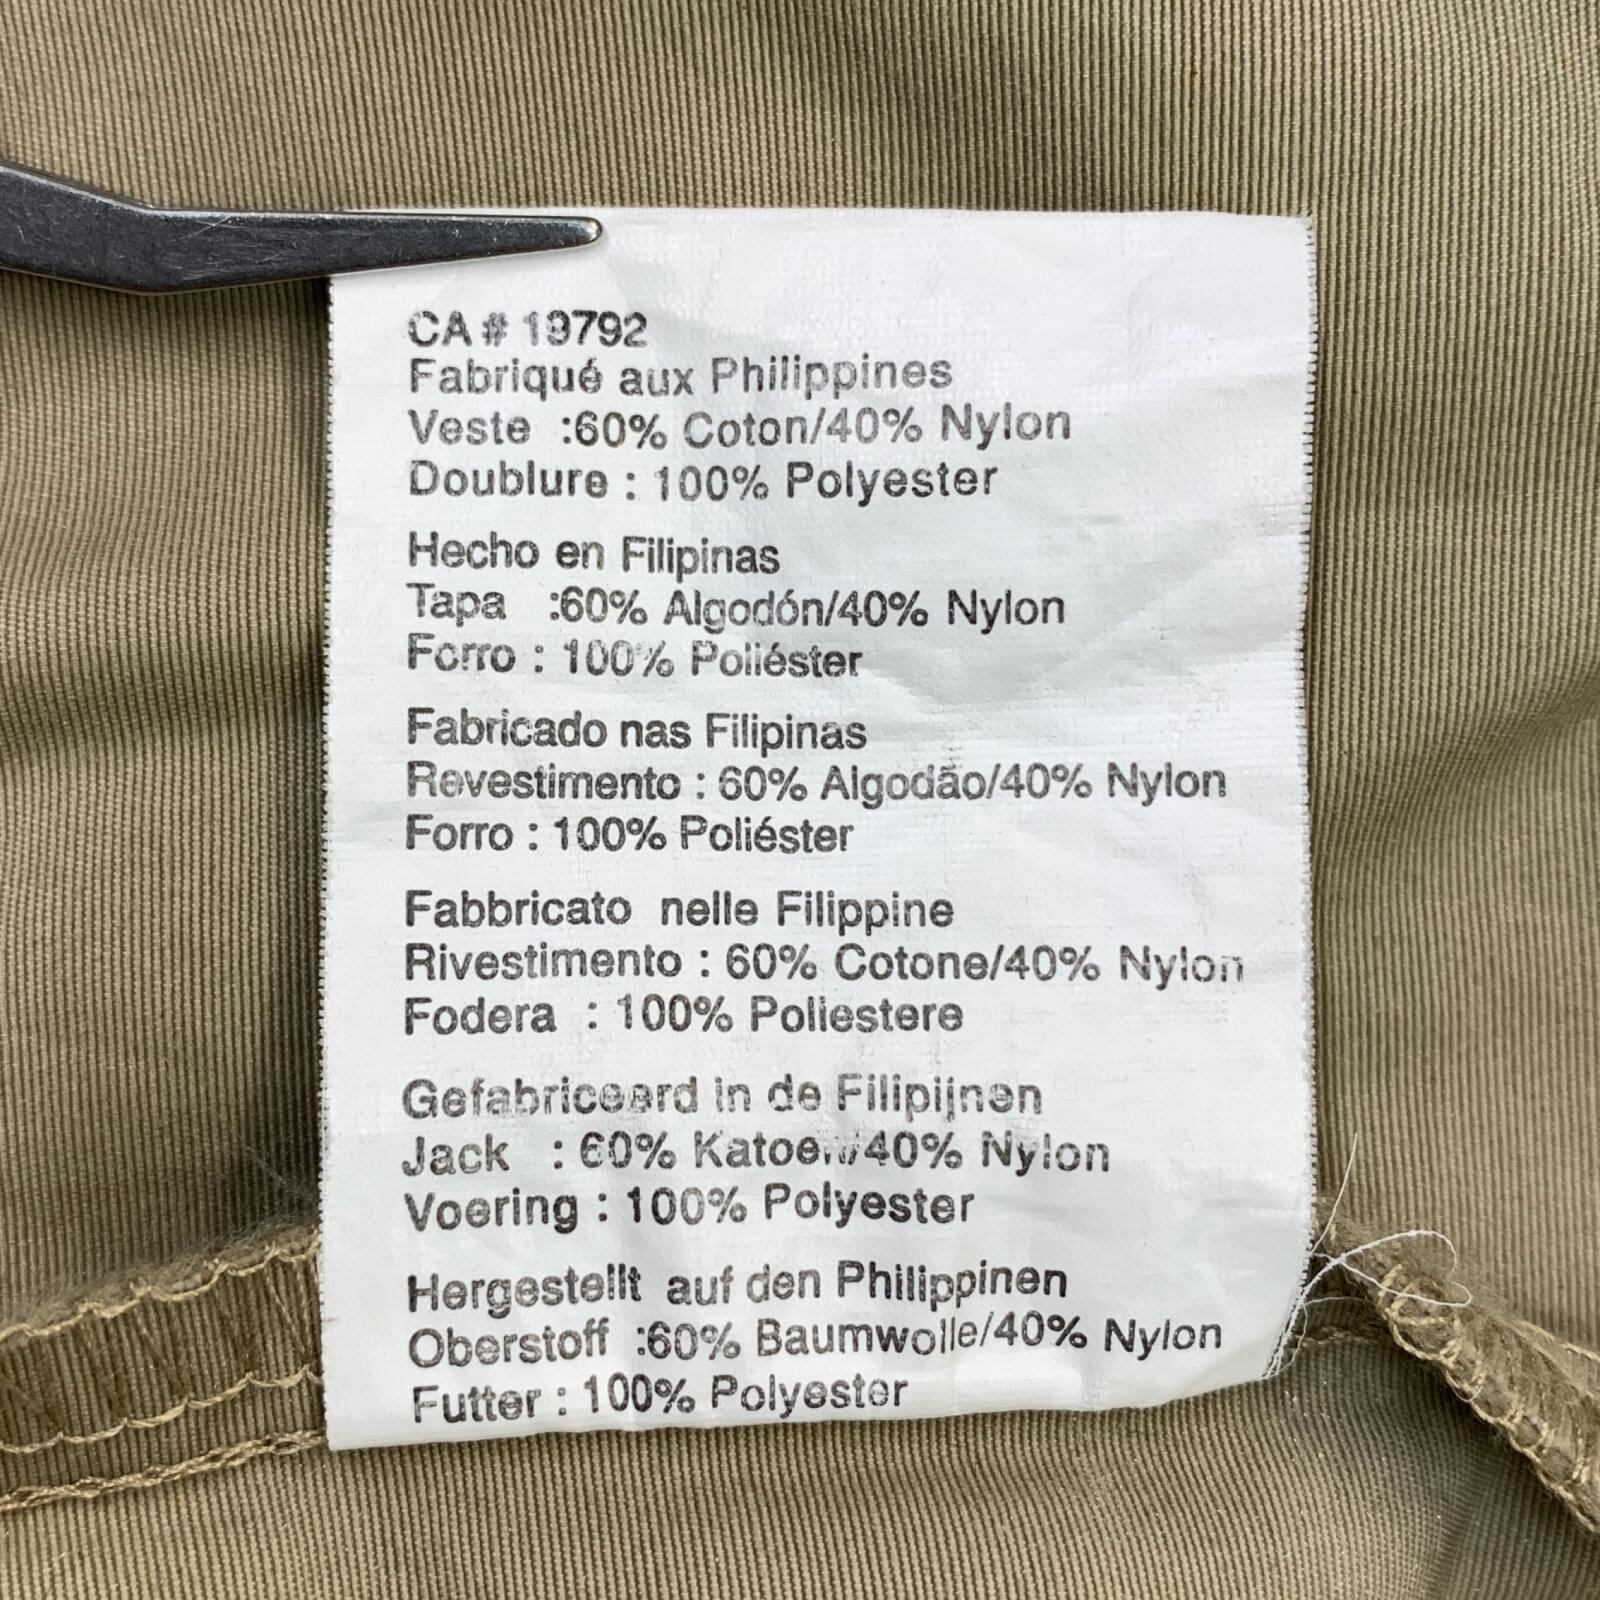 CA # 19792
Fabriqué aux Philippines
Veste :60% Coton/40% Nylon
Doublure : 100% Polyester
Hecho en Filipinas
Tapa :60% Algodón/40% Nylon
Forro : 100% Poliéster
Fabricado nas Filipinas
Revestimento : 60% Algodão/40% Nylon
Forro : 100% Poliéster
Fabbricato nelle Filippine
Rivestimento : 60% Cotone/40% Nylon
Fodera : 100% Poliestere
Gefabriceerd in de Filipijnen
Jack : 60% Katoen/40% Nylon
Voering : 100% Polyester
Hergestellt auf den Philippinen
Oberstoff :60% Baumwolle/40% Nylon
Futter : 100% Polyester